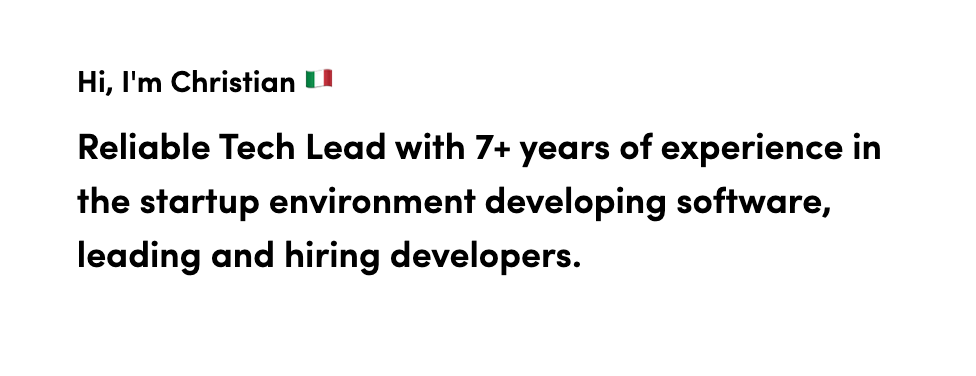 Hi, I'm Christian 🇮🇹
Reliable Tech Lead with 7+ years of experience in
the startup environment developing software,
leading and hiring developers.